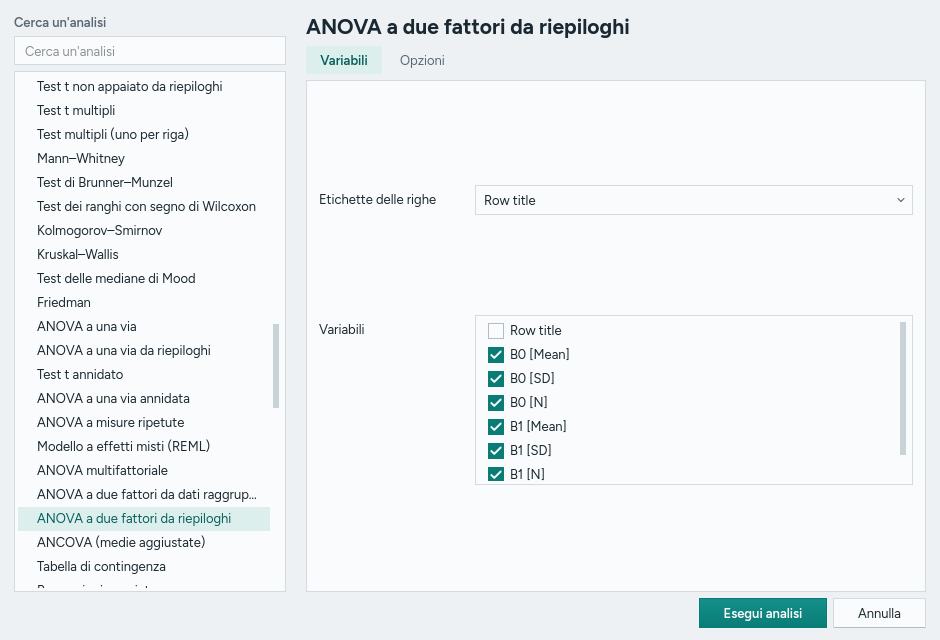 Cerca un'analisi
Cerca un'analisi
Test t non appaiato da riepiloghi
Test t multipli
Test multipli (uno per riga)
Mann–Whitney
Test di Brunner–Munzel
Test dei ranghi con segno di Wilcoxon
Kolmogorov–Smirnov
Kruskal–Wallis
Test delle mediane di Mood
Friedman
ANOVA a una via
ANOVA a una via da riepiloghi
Test t annidato
ANOVA a una via annidata
ANOVA a misure ripetute
Modello a effetti misti (REML)
ANOVA multifattoriale
ANOVA a due fattori da dati raggrup...
ANOVA a due fattori da riepiloghi
ANCOVA (medie aggiustate)
Tabella di contingenza
ANOVA a due fattori da riepiloghi
Variabili
Opzioni
Etichette delle righe
Row title
Variabili
Row title
B0 [Mean]
B0 [SD]
B0 [N]
B1 [Mean]
B1 [SD]
B1 [N]
Esegui analisi
Annulla